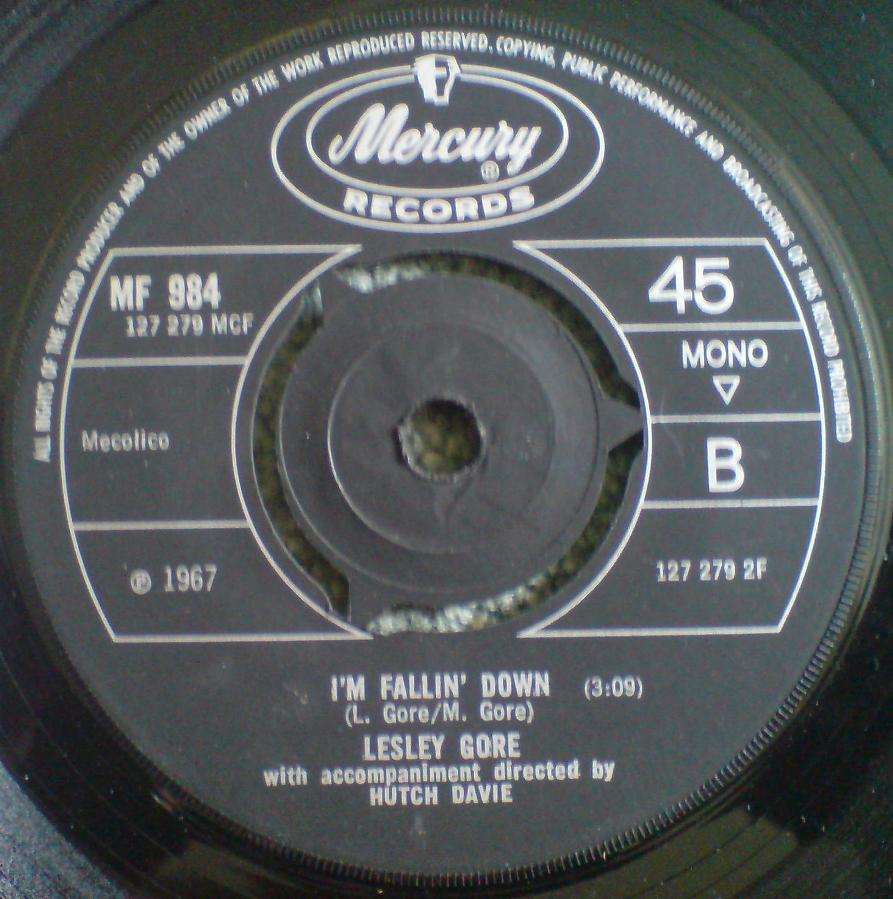 ALL RIGHTS OF THE RECORD PRODUCER AND OF THE OWNER OF THE WORK REPRODUCED RESERVED. COPYING, PUBLIC PERFORMANCE AND BROADCASTING OF THIS RECORD PROHIBITED
Mercury®
RECORDS
MF 984
127 279 MCF
Mecolico
℗ 1967
45
MONO
▽
B
127 279 2F
I'M FALLIN' DOWN (3:09)
(L. Gore/M. Gore)
LESLEY GORE
with accompaniment directed by
HUTCH DAVIE